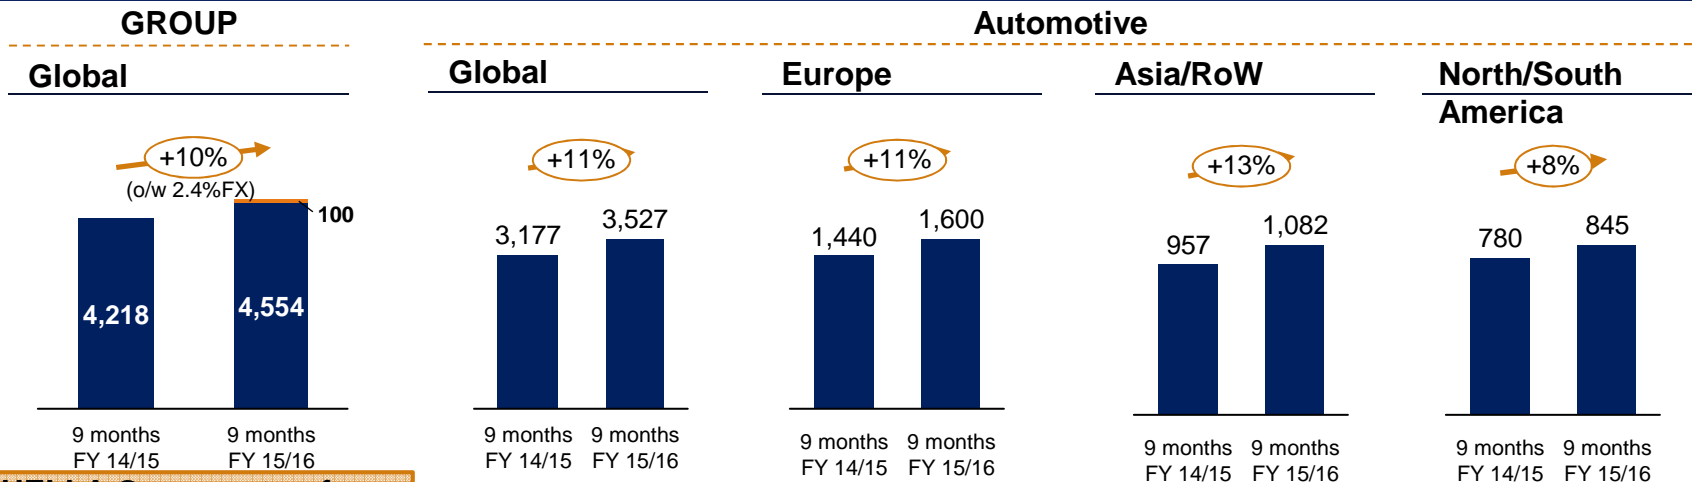 GROUP
Automotive
Global
Global
Europe
Asia/RoW
North/South
America
+10%
(o/w 2.4%FX)
100
4,218
4,554
9 months
FY 14/15
9 months
FY 15/16
+11%
3,177
3,527
9 months
FY 14/15
9 months
FY 15/16
+11%
1,440
1,600
9 months
FY 14/15
9 months
FY 15/16
+13%
957
1,082
9 months
FY 14/15
9 months
FY 15/16
+8%
780
845
9 months
FY 14/15
9 months
FY 15/16